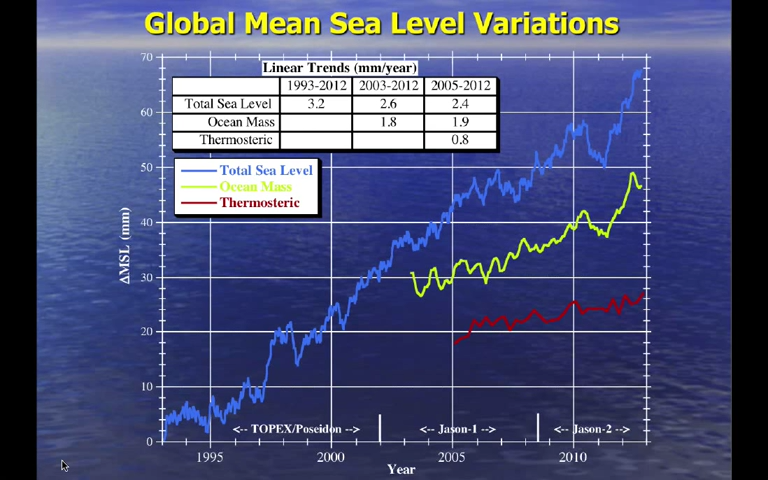 Global Mean Sea Level Variations
Linear Trends (mm/year)
1993-2012 2003-2012 2005-2012
Total Sea Level 3.2 2.6 2.4
Ocean Mass 1.8 1.9
Thermosteric 0.8
Total Sea Level
Ocean Mass
Thermosteric
ΔMSL (mm)
70
60
50
40
30
20
10
0
<-- TOPEX/Poseidon --> <-- Jason-1 --> <-- Jason-2 -->
1995 2000 2005 2010
Year